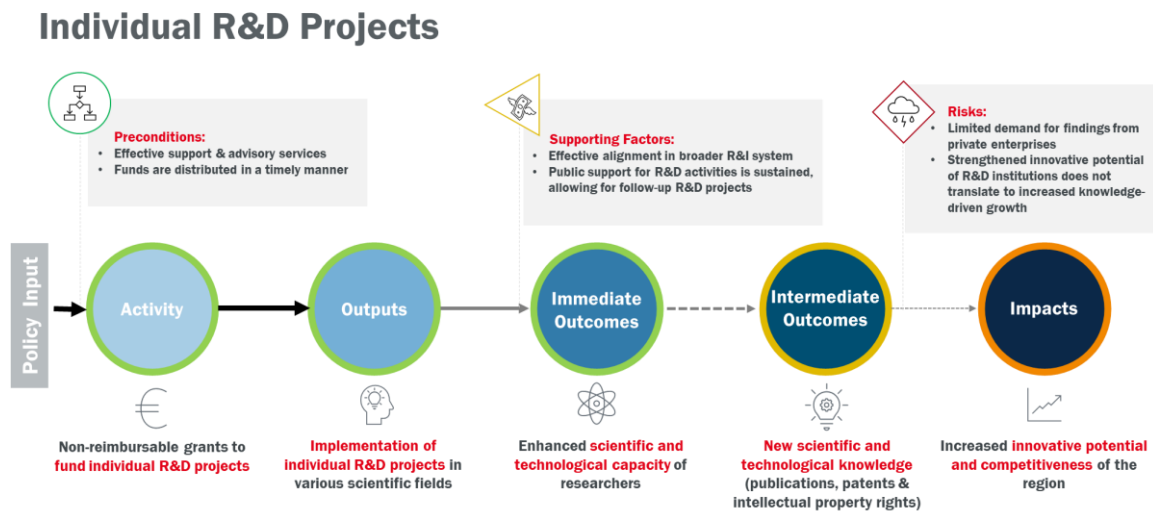 Individual R&D Projects
Preconditions:
• Effective support & advisory services
• Funds are distributed in a timely manner
Supporting Factors:
• Effective alignment in broader R&I system
• Public support for R&D activities is sustained,
allowing for follow-up R&D projects
Risks:
• Limited demand for findings from
private enterprises
• Strengthened innovative potential
of R&D institutions does not
translate to increased knowledge-
driven growth
Policy Input
Activity
Outputs
Immediate
Outcomes
Intermediate
Outcomes
Impacts
Non-reimbursable grants to
fund individual R&D projects
Implementation of
individual R&D projects in
various scientific fields
Enhanced scientific and
technological capacity of
researchers
New scientific and
technological knowledge
(publications, patents &
intellectual property rights)
Increased innovative potential
and competitiveness of the
region